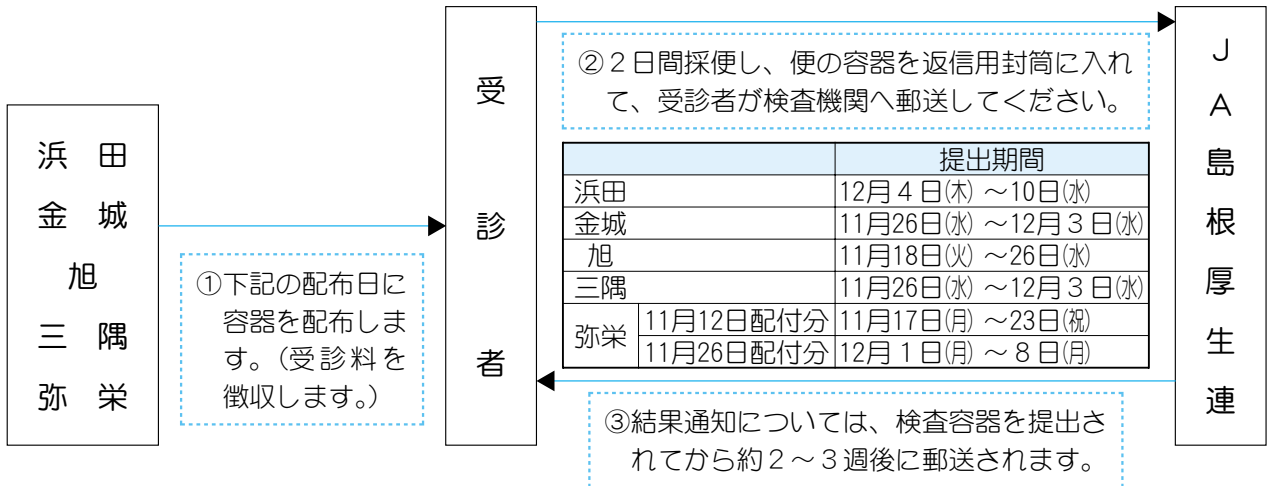 浜田
金城
旭
三隅
弥栄
①下記の配布日に
容器を配布しま
す。（受診料を
徴収します。）
受診者
②２日間採便し、便の容器を返信用封筒に入れ
て、受診者が検査機関へ郵送してください。
提出期間
浜田 12月４日㈭～10日㈬
金城 11月26日㈬～12月３日㈬
旭 11月18日㈫～26日㈬
三隅 11月26日㈬～12月３日㈬
弥栄 11月12日配付分 11月17日㈪～23日㈷
11月26日配付分 12月１日㈪～８日㈪
③結果通知については、検査容器を提出さ
れてから約２～３週後に郵送されます。
ＪＡ島根厚生連